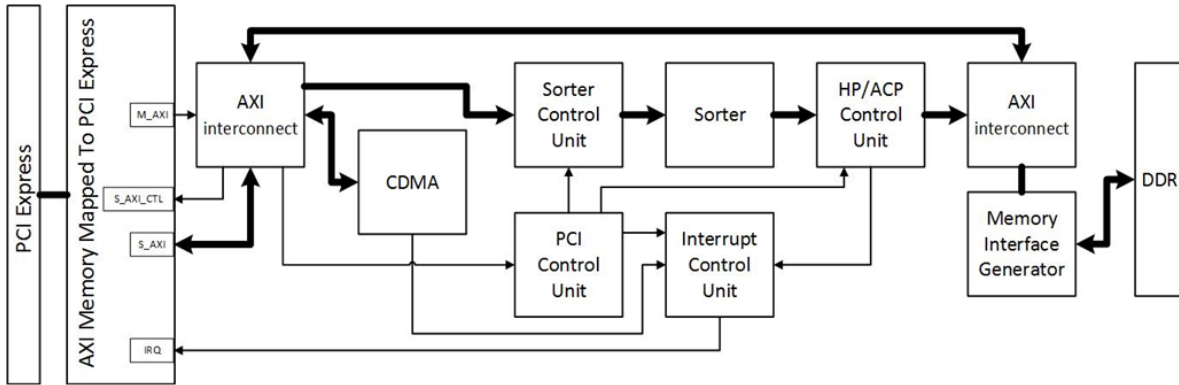 PCI Express
AXI Memory Mapped To PCI Express
M_AXI
S_AXI_CTL
S_AXI
IRQ
AXI
interconnect
CDMA
Sorter
Control
Unit
Sorter
HP/ACP
Control
Unit
AXI
interconnect
PCI
Control
Unit
Interrupt
Control
Unit
Memory
Interface
Generator
DDR